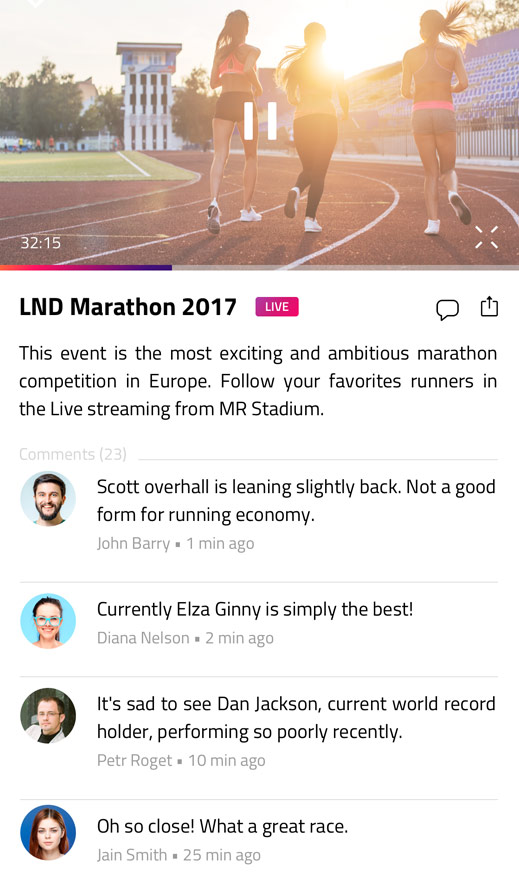 32:15
LND Marathon 2017 LIVE
This event is the most exciting and ambitious marathon
competition in Europe. Follow your favorites runners in
the Live streaming from MR Stadium.
Comments (23)
Scott overhall is leaning slightly back. Not a good
form for running economy.
John Barry ▪ 1 min ago
Currently Elza Ginny is simply the best!
Diana Nelson ▪ 2 min ago
It's sad to see Dan Jackson, current world record
holder, performing so poorly recently.
Petr Roget ▪ 10 min ago
Oh so close! What a great race.
Jain Smith ▪ 25 min ago